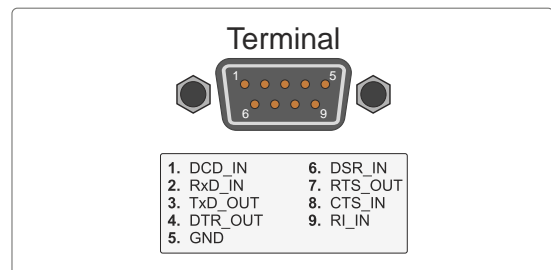 Terminal
1 5
6 9
1. DCD_IN
2. RxD_IN
3. TxD_OUT
4. DTR_OUT
5. GND
6. DSR_IN
7. RTS_OUT
8. CTS_IN
9. RI_IN